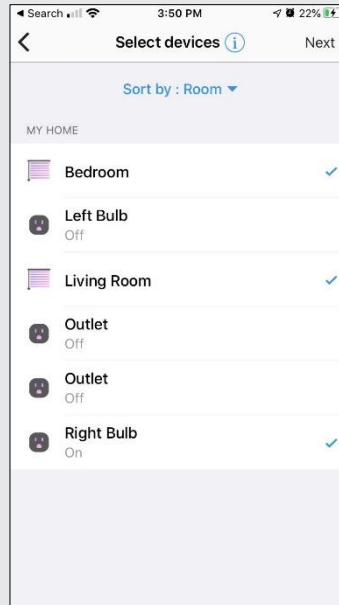 Search 3:50 PM 22%
Select devices i Next
Sort by : Room
MY HOME
Bedroom
Left Bulb
Off
Living Room
Outlet
Off
Outlet
Off
Right Bulb
On